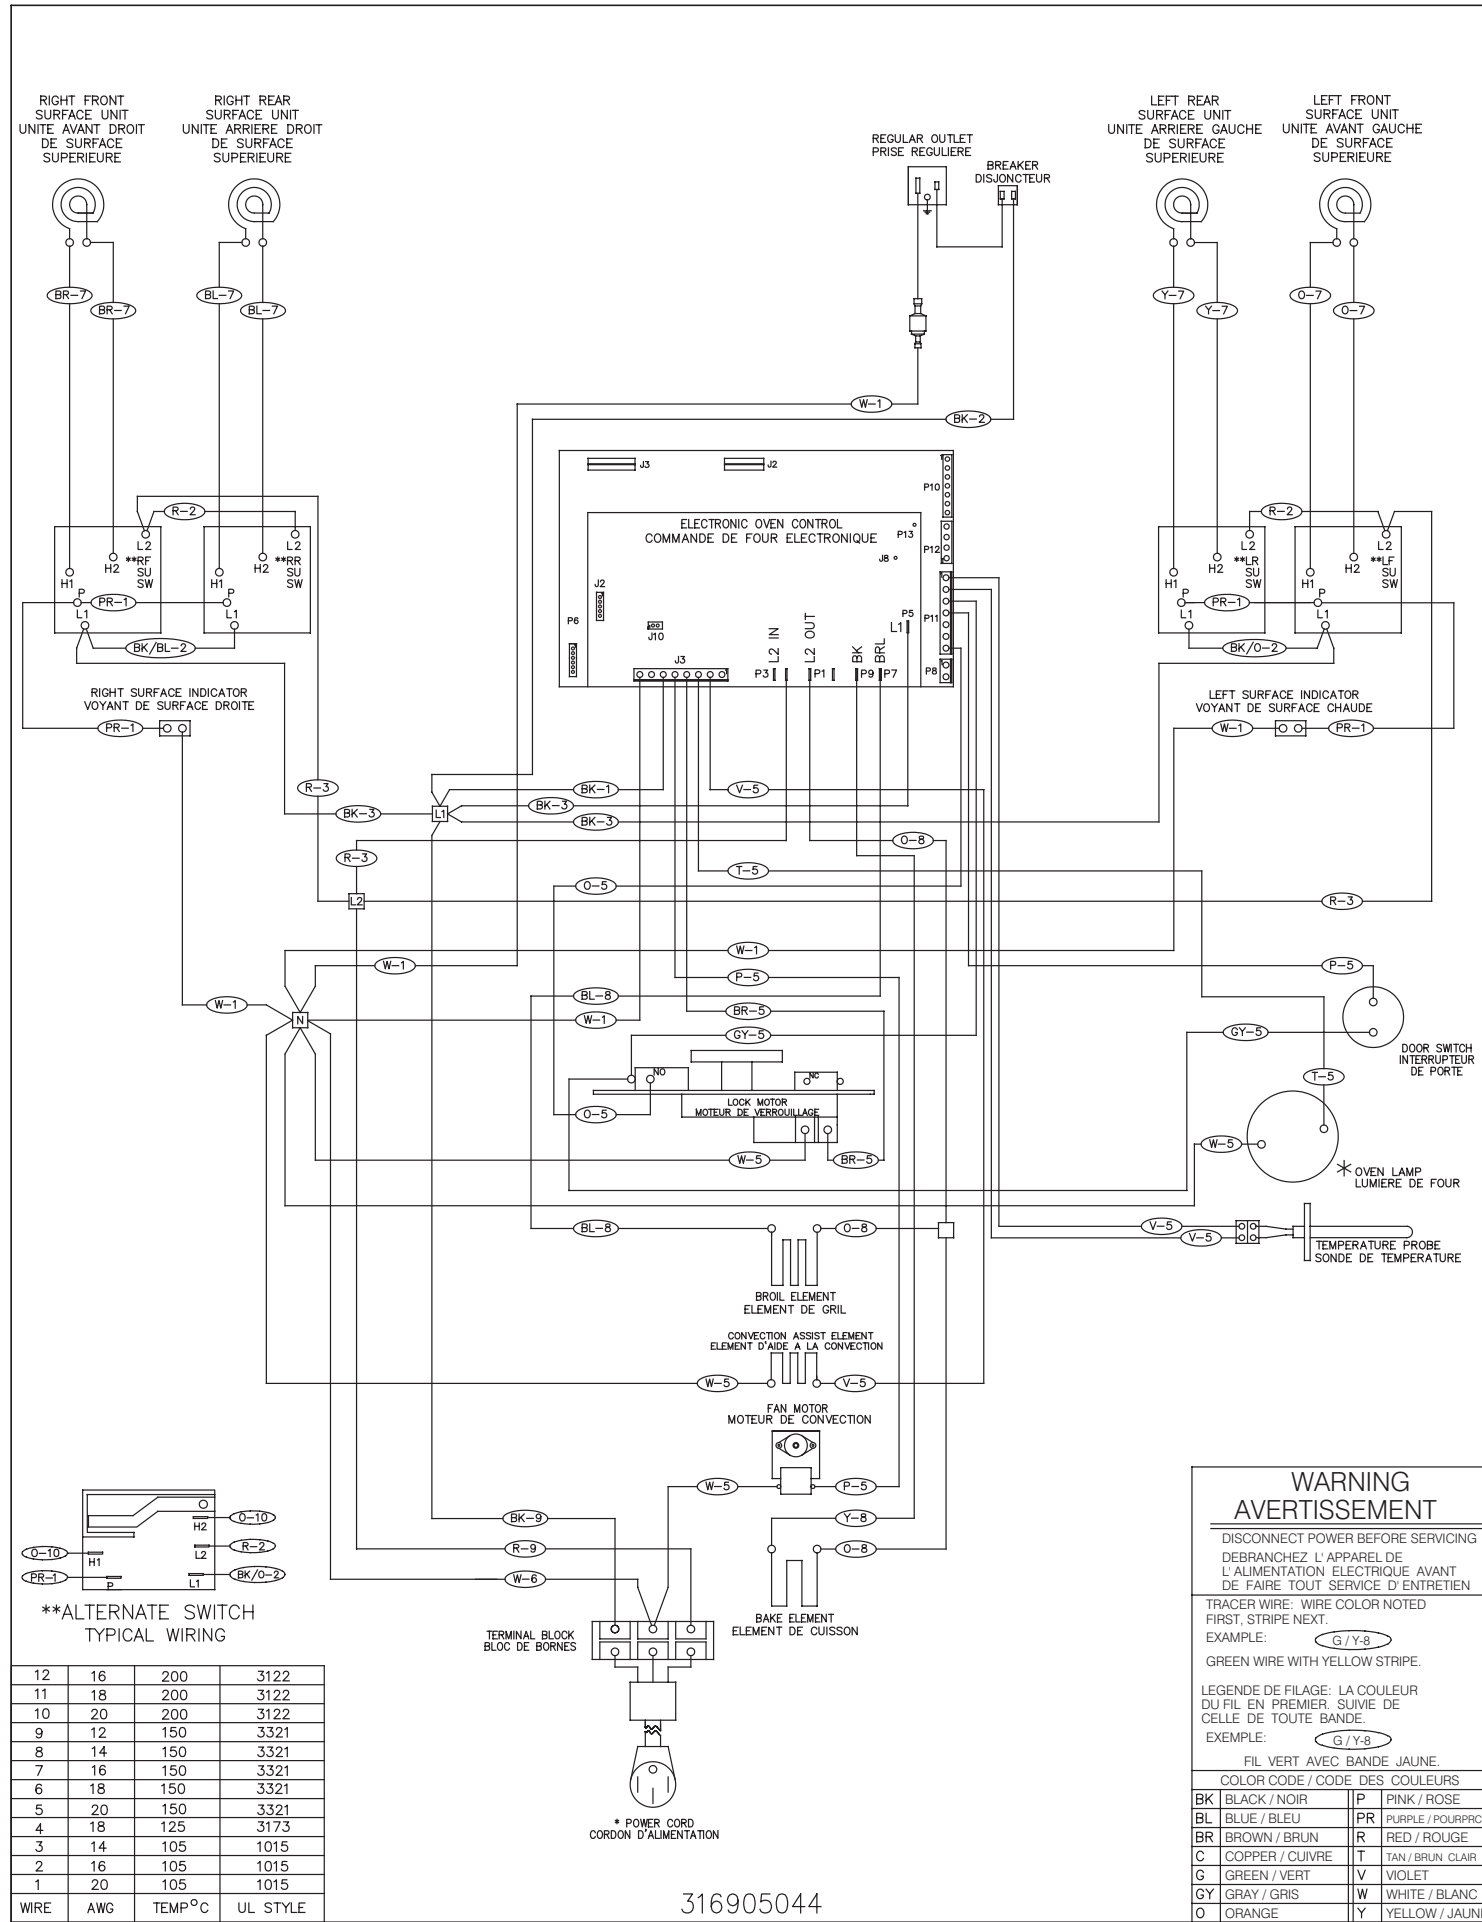 RIGHT FRONT
SURFACE UNIT
UNITE AVANT DROIT
DE SURFACE
SUPERIEURE
RIGHT REAR
SURFACE UNIT
UNITE ARRIERE DROIT
DE SURFACE
SUPERIEURE
REGULAR OUTLET
PRISE REGULIERE
BREAKER
DISJONCTEUR
LEFT REAR
SURFACE UNIT
UNITE ARRIERE GAUCHE
DE SURFACE
SUPERIEURE
LEFT FRONT
SURFACE UNIT
UNITE AVANT GAUCHE
DE SURFACE
SUPERIEURE
BR-7
BR-7
BL-7
BL-7
Y-7
Y-7
O-7
O-7
W-1
BK-2
J3
J2
P10
ELECTRONIC OVEN CONTROL
COMMANDE DE FOUR ELECTRONIQUE
P13
P12
J8
J2
P6
J10
J3
L2 IN
L2 OUT
BK
BRL
L1
P5
P11
P3
P1
P9
P7
P8
R-2
L2
H2
**RF
SU
SW
H1
P
PR-1
L1
BK/BL-2
L2
H2
**RR
SU
SW
H1
P
L1
R-2
L2
H2
**LR
SU
SW
H1
P
PR-1
L1
BK/O-2
L2
H2
**LF
SU
SW
H1
P
L1
RIGHT SURFACE INDICATOR
VOYANT DE SURFACE DROITE
PR-1
LEFT SURFACE INDICATOR
VOYANT DE SURFACE CHAUDE
W-1
PR-1
R-3
BK-3
L1
BK-1
BK-3
BK-3
V-5
R-3
O-8
T-5
O-5
L2
R-3
W-1
W-1
P-5
P-5
W-1
BL-8
N
W-1
BR-5
GY-5
GY-5
DOOR SWITCH
INTERRUPTEUR
DE PORTE
NO
NC
LOCK MOTOR
MOTEUR DE VERROUILLAGE
O-5
T-5
W-5
BR-5
W-5
OVEN LAMP
LUMIERE DE FOUR
BL-8
O-8
V-5
V-5
TEMPERATURE PROBE
SONDE DE TEMPERATURE
BROIL ELEMENT
ELEMENT DE GRIL
CONVECTION ASSIST ELEMENT
ELEMENT D'AIDE A LA CONVECTION
W-5
V-5
FAN MOTOR
MOTEUR DE CONVECTION
W-5
P-5
BK-9
Y-8
R-9
O-8
W-6
BAKE ELEMENT
ELEMENT DE CUISSON
TERMINAL BLOCK
BLOC DE BORNES
* POWER CORD
CORDON D'ALIMENTATION
H2
O-10
O-10
H1
L2
R-2
PR-1
P
L1
BK/O-2
**ALTERNATE SWITCH
TYPICAL WIRING
12 16 200 3122
11 18 200 3122
10 20 200 3122
9 12 150 3321
8 14 150 3321
7 16 150 3321
6 18 150 3321
5 20 150 3321
4 18 125 3173
3 14 105 1015
2 16 105 1015
1 20 105 1015
WIRE AWG TEMP°C UL STYLE
316905044
WARNING
AVERTISSEMENT
DISCONNECT POWER BEFORE SERVICING
DEBRANCHEZ L' APPAREL DE
L' ALIMENTATION ELECTRIQUE AVANT
DE FAIRE TOUT SERVICE D' ENTRETIEN
TRACER WIRE: WIRE COLOR NOTED
FIRST, STRIPE NEXT.
EXAMPLE: G / Y-8
GREEN WIRE WITH YELLOW STRIPE.
LEGENDE DE FILAGE: LA COULEUR
DU FIL EN PREMIER. SUIVIE DE
CELLE DE TOUTE BANDE.
EXEMPLE: G / Y-8
FIL VERT AVEC BANDE JAUNE.
COLOR CODE / CODE DES COULEURS
BK BLACK / NOIR P PINK / ROSE
BL BLUE / BLEU PR PURPLE / POURPRE
BR BROWN / BRUN R RED / ROUGE
C COPPER / CUIVRE T TAN / BRUN CLAIR
G GREEN / VERT V VIOLET
GY GRAY / GRIS W WHITE / BLANC
O ORANGE Y YELLOW / JAUNE